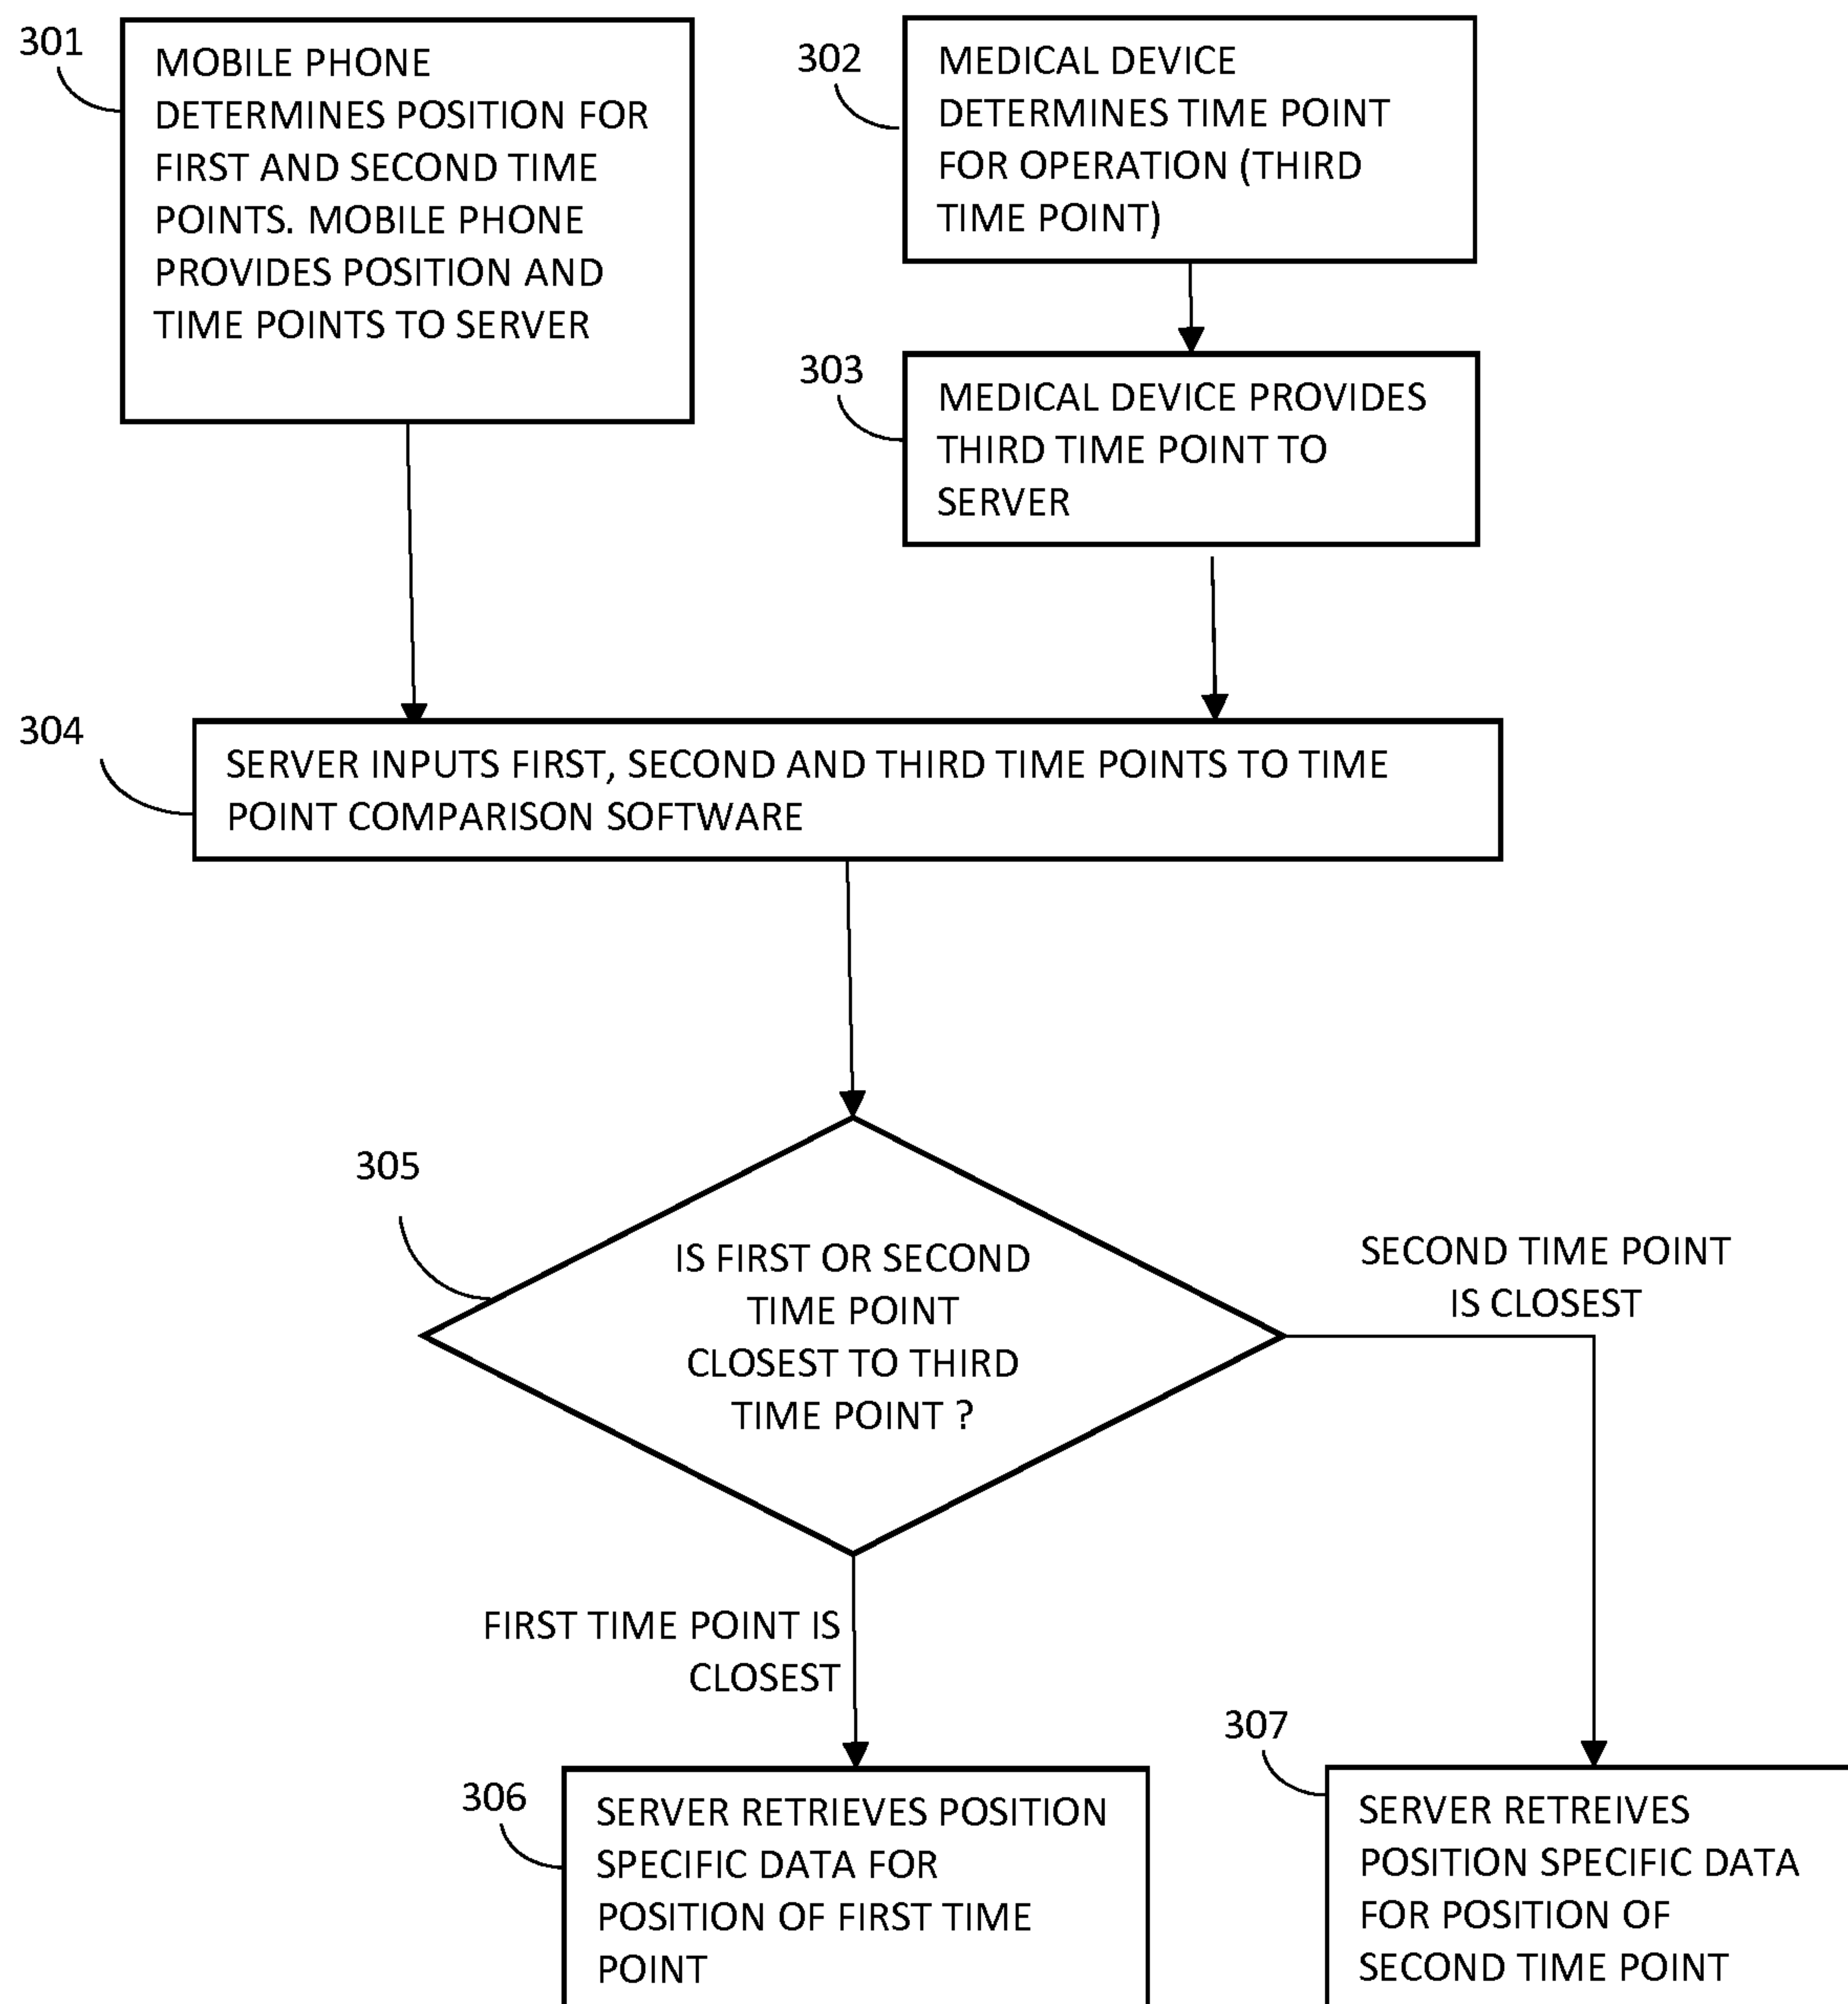 301
MOBILE PHONE
DETERMINES POSITION FOR
FIRST AND SECOND TIME
POINTS. MOBILE PHONE
PROVIDES POSITION AND
TIME POINTS TO SERVER
302
MEDICAL DEVICE
DETERMINES TIME POINT
FOR OPERATION (THIRD
TIME POINT)
303
MEDICAL DEVICE PROVIDES
THIRD TIME POINT TO
SERVER
304
SERVER INPUTS FIRST, SECOND AND THIRD TIME POINTS TO TIME
POINT COMPARISON SOFTWARE
305
IS FIRST OR SECOND
TIME POINT
CLOSEST TO THIRD
TIME POINT ?
SECOND TIME POINT
IS CLOSEST
FIRST TIME POINT IS
CLOSEST
306
SERVER RETRIEVES POSITION
SPECIFIC DATA FOR
POSITION OF FIRST TIME
POINT
307
SERVER RETREIVES
POSITION SPECIFIC DATA
FOR POSITION OF
SECOND TIME POINT